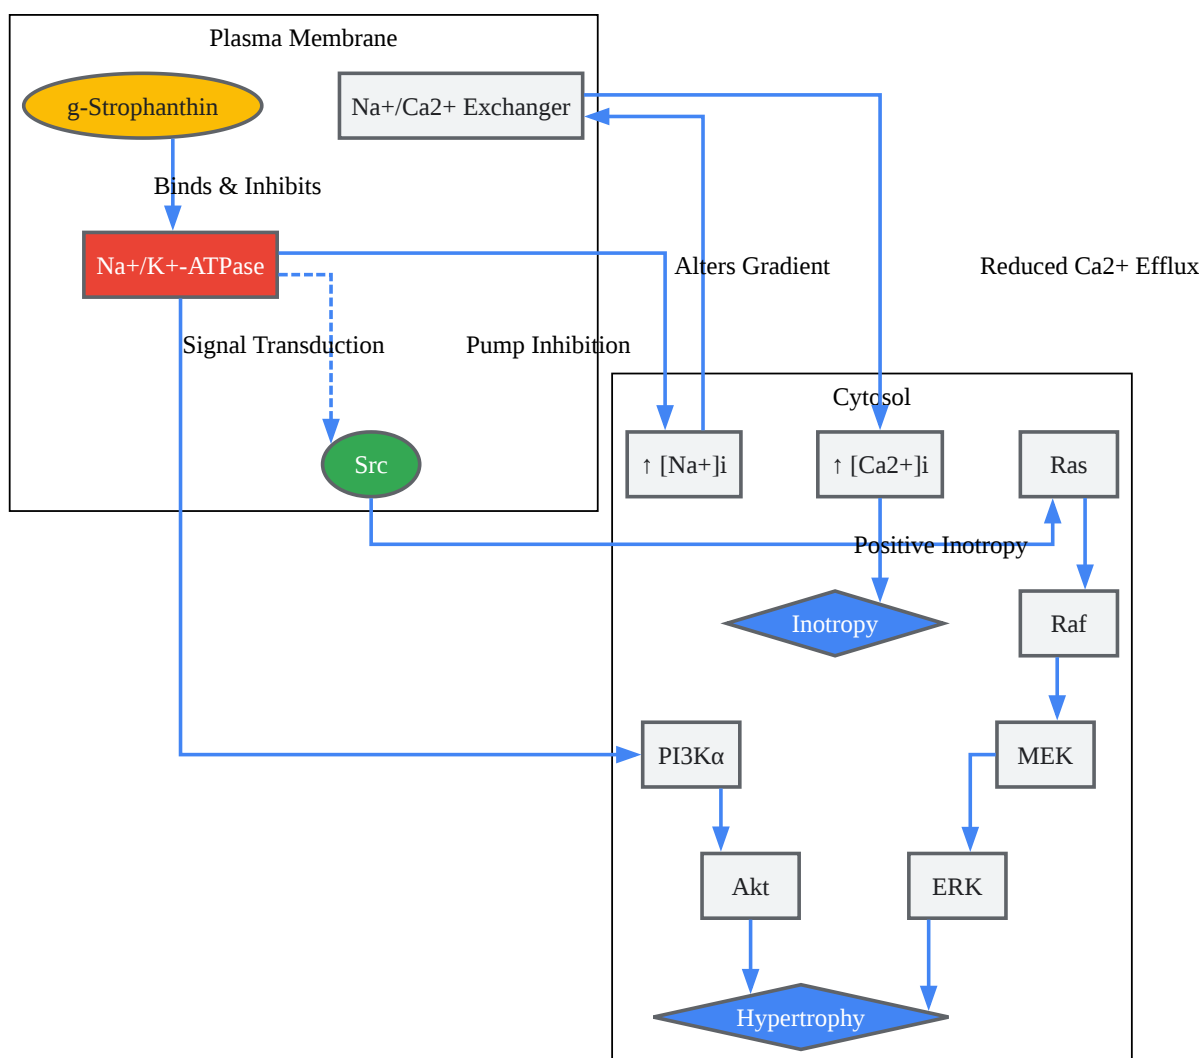 Plasma Membrane
g-Strophanthin
Na+/Ca2+ Exchanger
Binds & Inhibits
Na+/K+-ATPase
Alters Gradient
Reduced Ca2+ Efflux
Signal Transduction
Pump Inhibition
Cytosol
Src
↑ [Na+]i
↑ [Ca2+]i
Ras
Positive Inotropy
Inotropy
Raf
PI3Kα
MEK
Akt
ERK
Hypertrophy